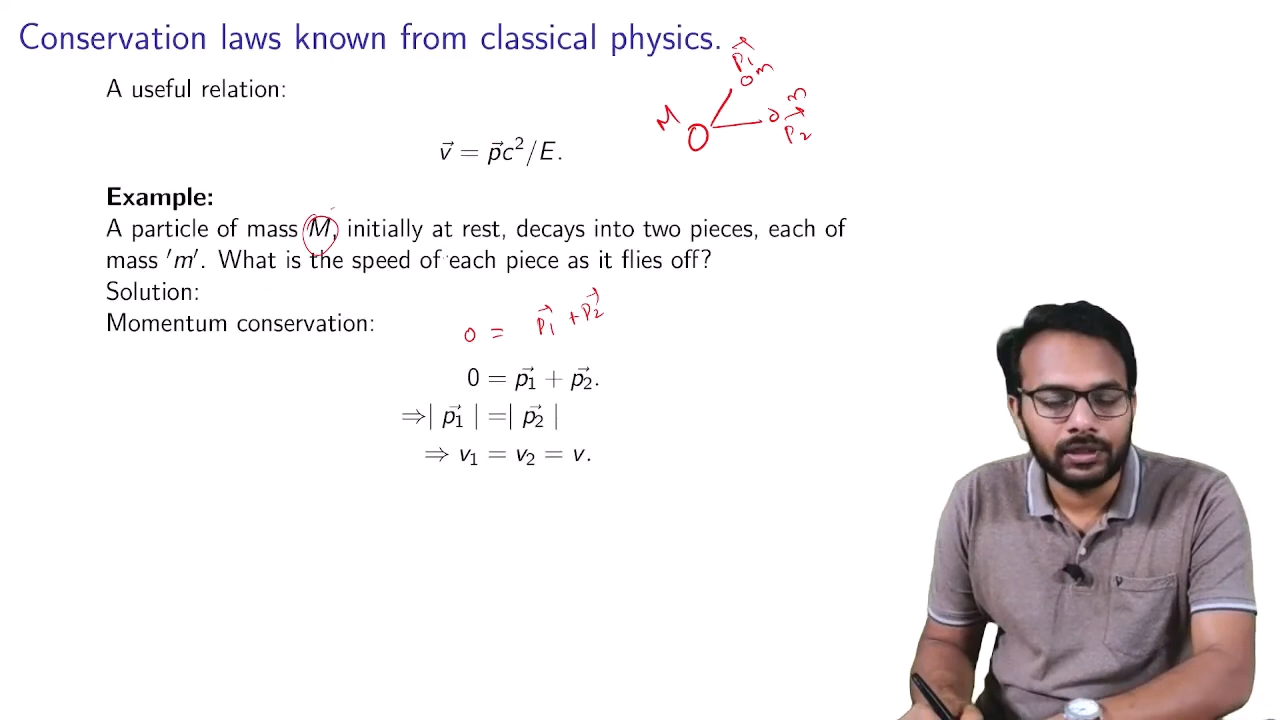 Conservation laws known from classical physics.
A useful relation:
M
p⃗1
m
m
p⃗2
v⃗ = p⃗c²/E.
Example:
A particle of mass M, initially at rest, decays into two pieces, each of
mass ′m′. What is the speed of each piece as it flies off?
Solution:
Momentum conservation:
0 = p⃗1 + p⃗2
0 = p⃗1 + p⃗2.
⇒| p⃗1 |=| p⃗2 |
⇒ v1 = v2 = v.